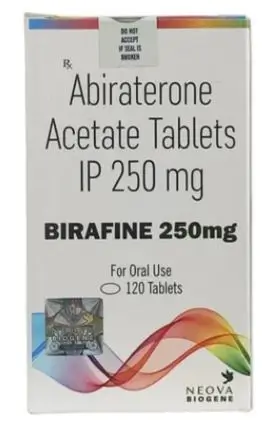 DO NOT
ACCEPT
IF SEAL IS
BROKEN
Rx
Abiraterone
Acetate Tablets
IP 250 mg
BIRAFINE 250mg
For Oral Use
120 Tablets
BIOGENE
NEOVA
BIOGENE